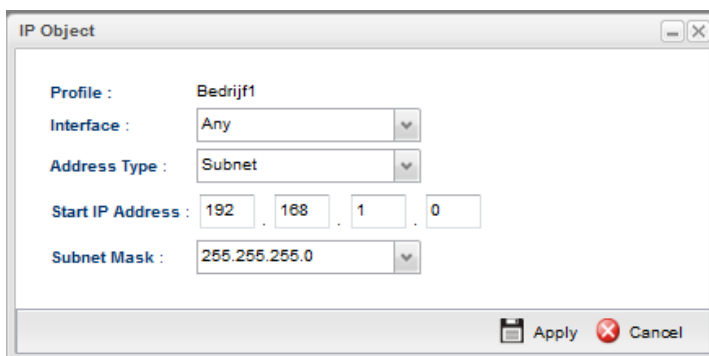 IP Object
Profile : Bedrijf1
Interface : Any
Address Type : Subnet
Start IP Address : 192 . 168 . 1 . 0
Subnet Mask : 255.255.255.0
Apply Cancel